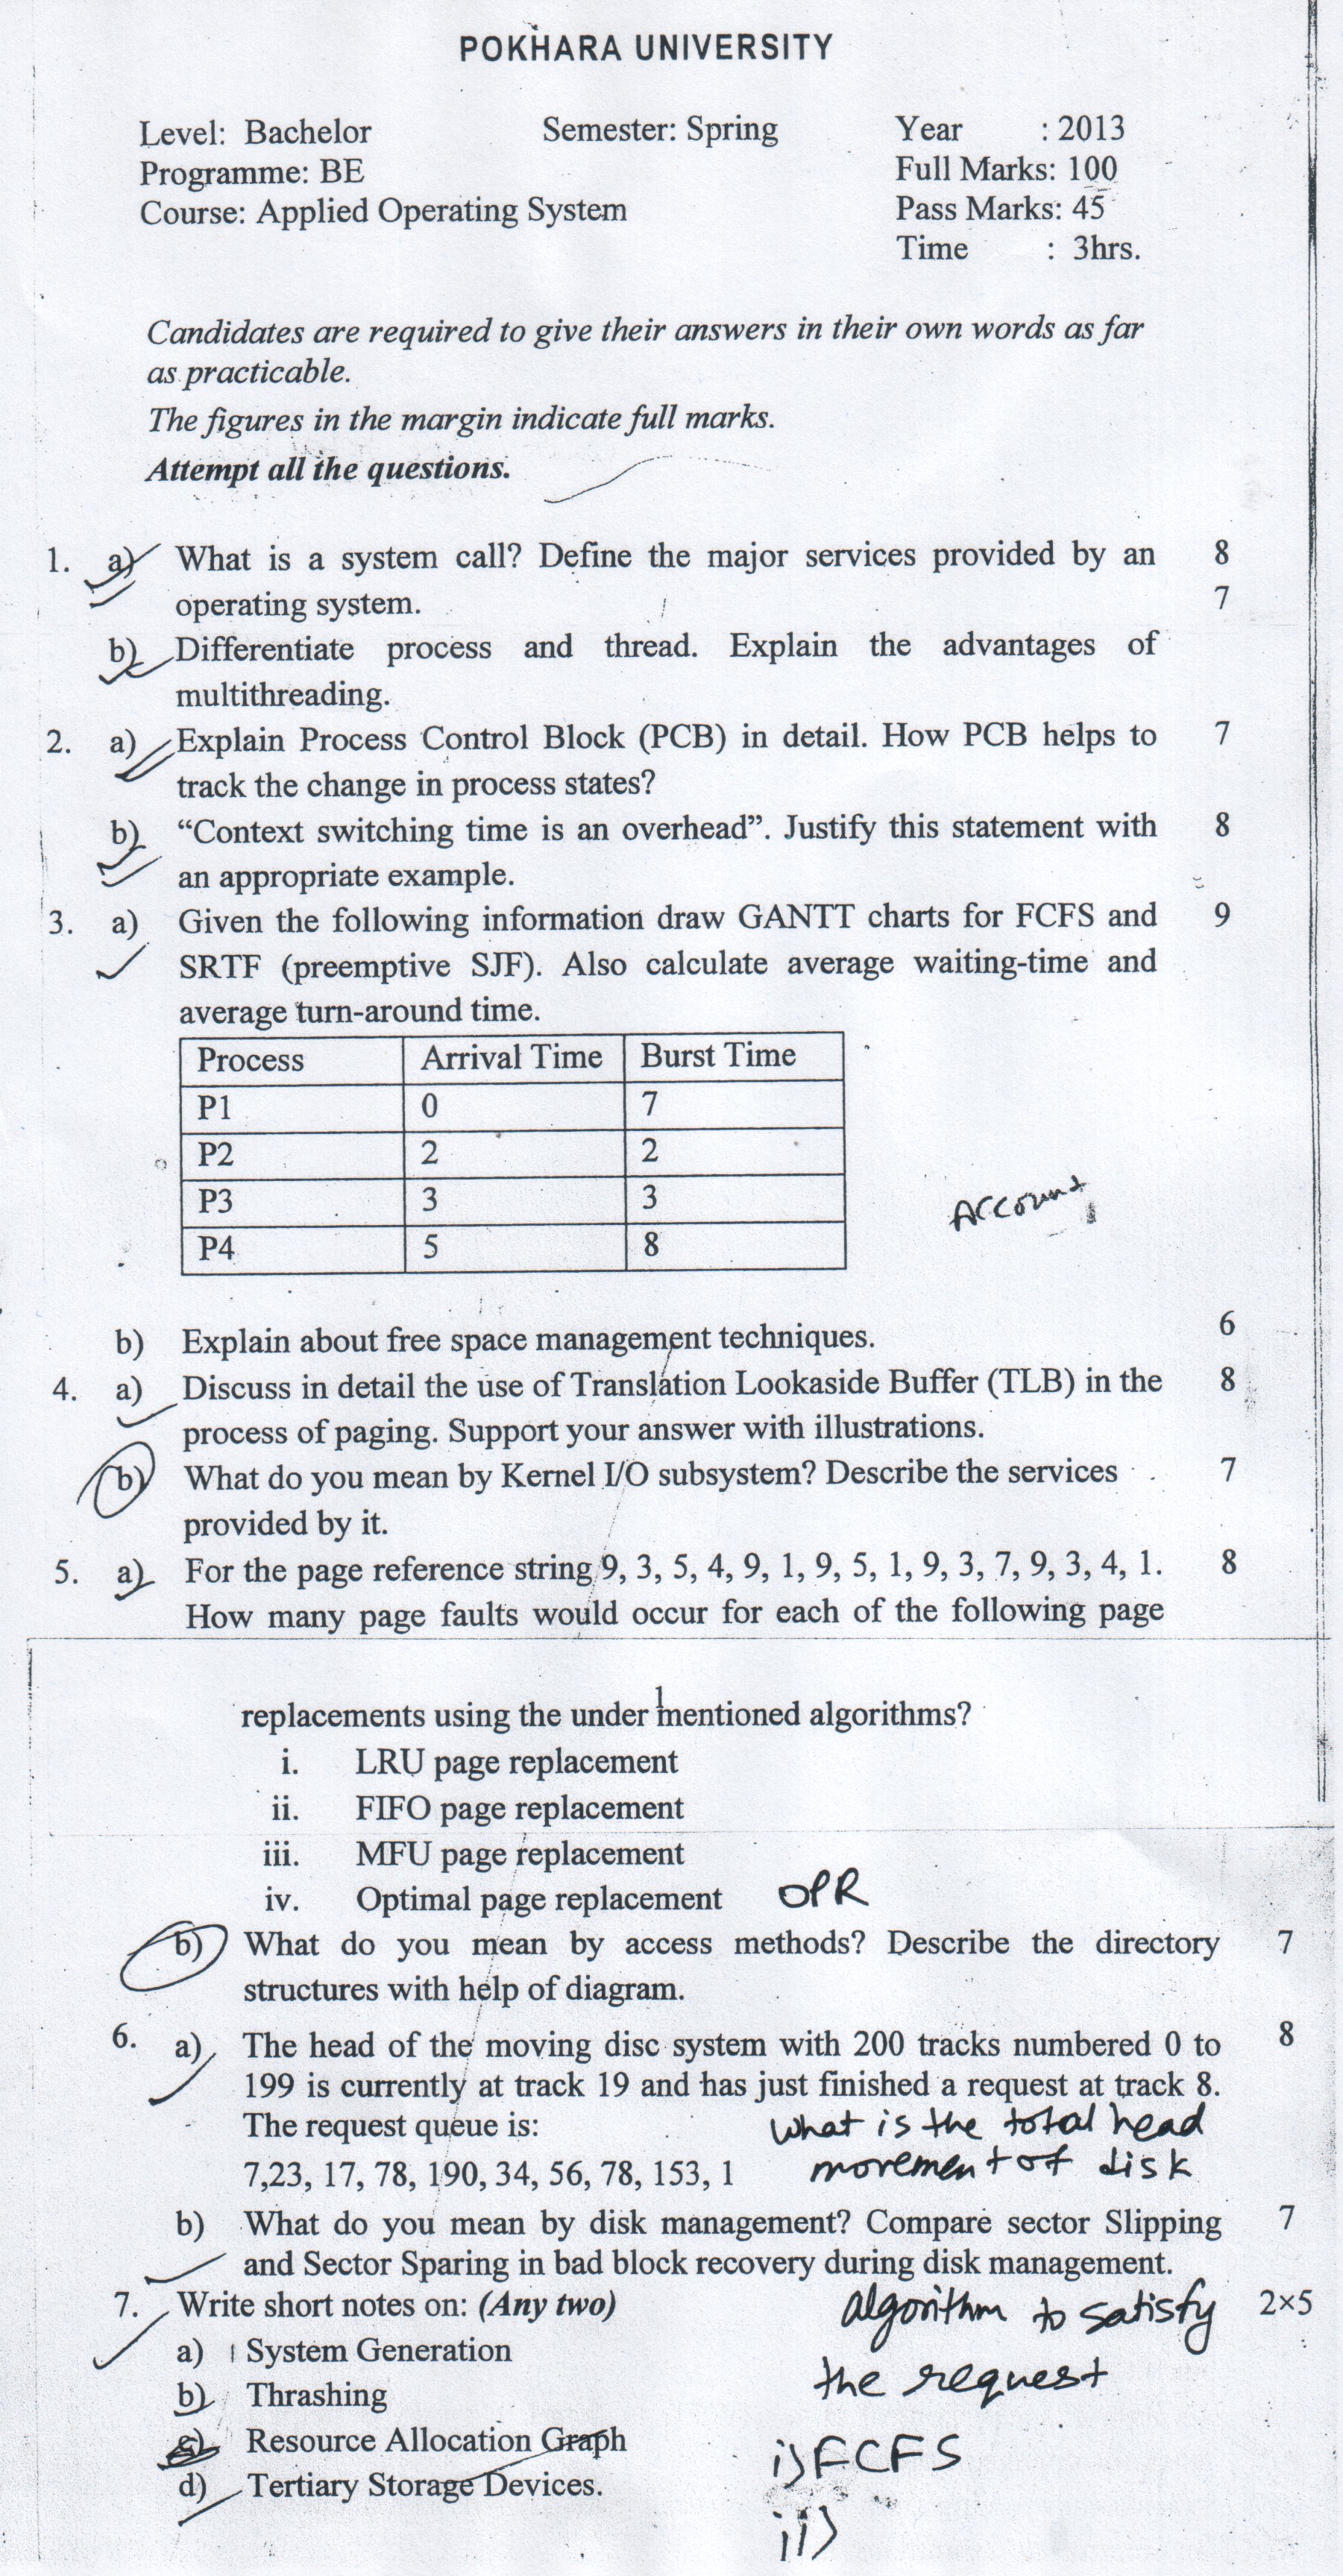 POKHARA UNIVERSITY
Level: Bachelor Semester: Spring Year : 2013
Programme: BE Full Marks: 100
Course: Applied Operating System Pass Marks: 45
Time : 3hrs.
Candidates are required to give their answers in their own words as far
as practicable.
The figures in the margin indicate full marks.
Attempt all the questions.
1. a) What is a system call? Define the major services provided by an 8
operating system. 7
b) Differentiate process and thread. Explain the advantages of
multithreading.
2. a) Explain Process Control Block (PCB) in detail. How PCB helps to 7
track the change in process states?
b) “Context switching time is an overhead”. Justify this statement with 8
an appropriate example.
3. a) Given the following information draw GANTT charts for FCFS and 9
SRTF (preemptive SJF). Also calculate average waiting-time and
average turn-around time.
Process Arrival Time Burst Time
P1 0 7
P2 2 2
P3 3 3
P4 5 8
Account
b) Explain about free space management techniques. 6
4. a) Discuss in detail the use of Translation Lookaside Buffer (TLB) in the 8
process of paging. Support your answer with illustrations.
b) What do you mean by Kernel I/O subsystem? Describe the services 7
provided by it.
5. a) For the page reference string 9, 3, 5, 4, 9, 1, 9, 5, 1, 9, 3, 7, 9, 3, 4, 1. 8
How many page faults would occur for each of the following page
1
replacements using the under mentioned algorithms?
i. LRU page replacement
ii. FIFO page replacement
iii. MFU page replacement
iv. Optimal page replacement OPR
b) What do you mean by access methods? Describe the directory 7
structures with help of diagram.
6. a) The head of the moving disc system with 200 tracks numbered 0 to 8
199 is currently at track 19 and has just finished a request at track 8.
The request queue is: what is the total head
7,23, 17, 78, 190, 34, 56, 78, 153, 1 movement of disk
b) What do you mean by disk management? Compare sector Slipping 7
and Sector Sparing in bad block recovery during disk management.
7. Write short notes on: (Any two) algorithm to satisfy 2×5
a) System Generation
the request
b) Thrashing
c) Resource Allocation Graph
i) FCFS
d) Tertiary Storage Devices.
ii)